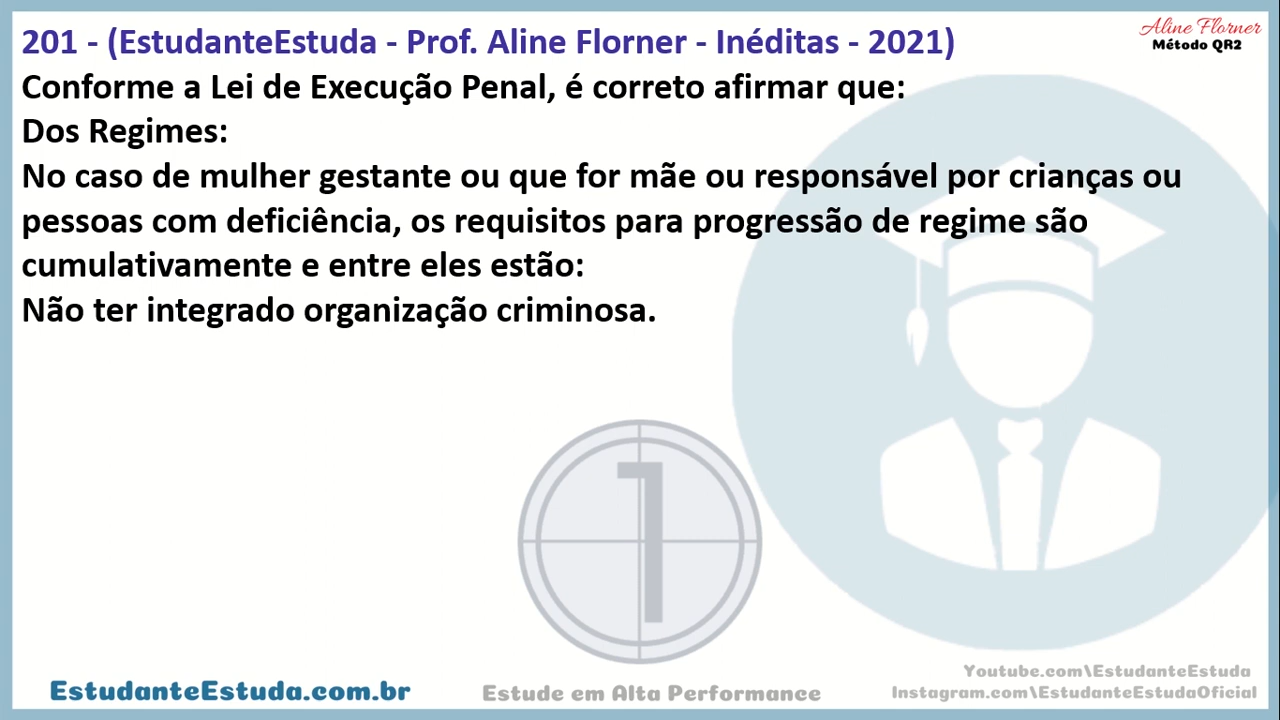 201 - (EstudanteEstuda - Prof. Aline Florner - Inéditas - 2021)
Aline Florner
Método QR2
Conforme a Lei de Execução Penal, é correto afirmar que:
Dos Regimes:
No caso de mulher gestante ou que for mãe ou responsável por crianças ou
pessoas com deficiência, os requisitos para progressão de regime são
cumulativamente e entre eles estão:
Não ter integrado organização criminosa.
1
EstudanteEstuda.com.br
Estude em Alta Performance
Youtube.com\EstudanteEstuda
Instagram.com\EstudanteEstudaOficial